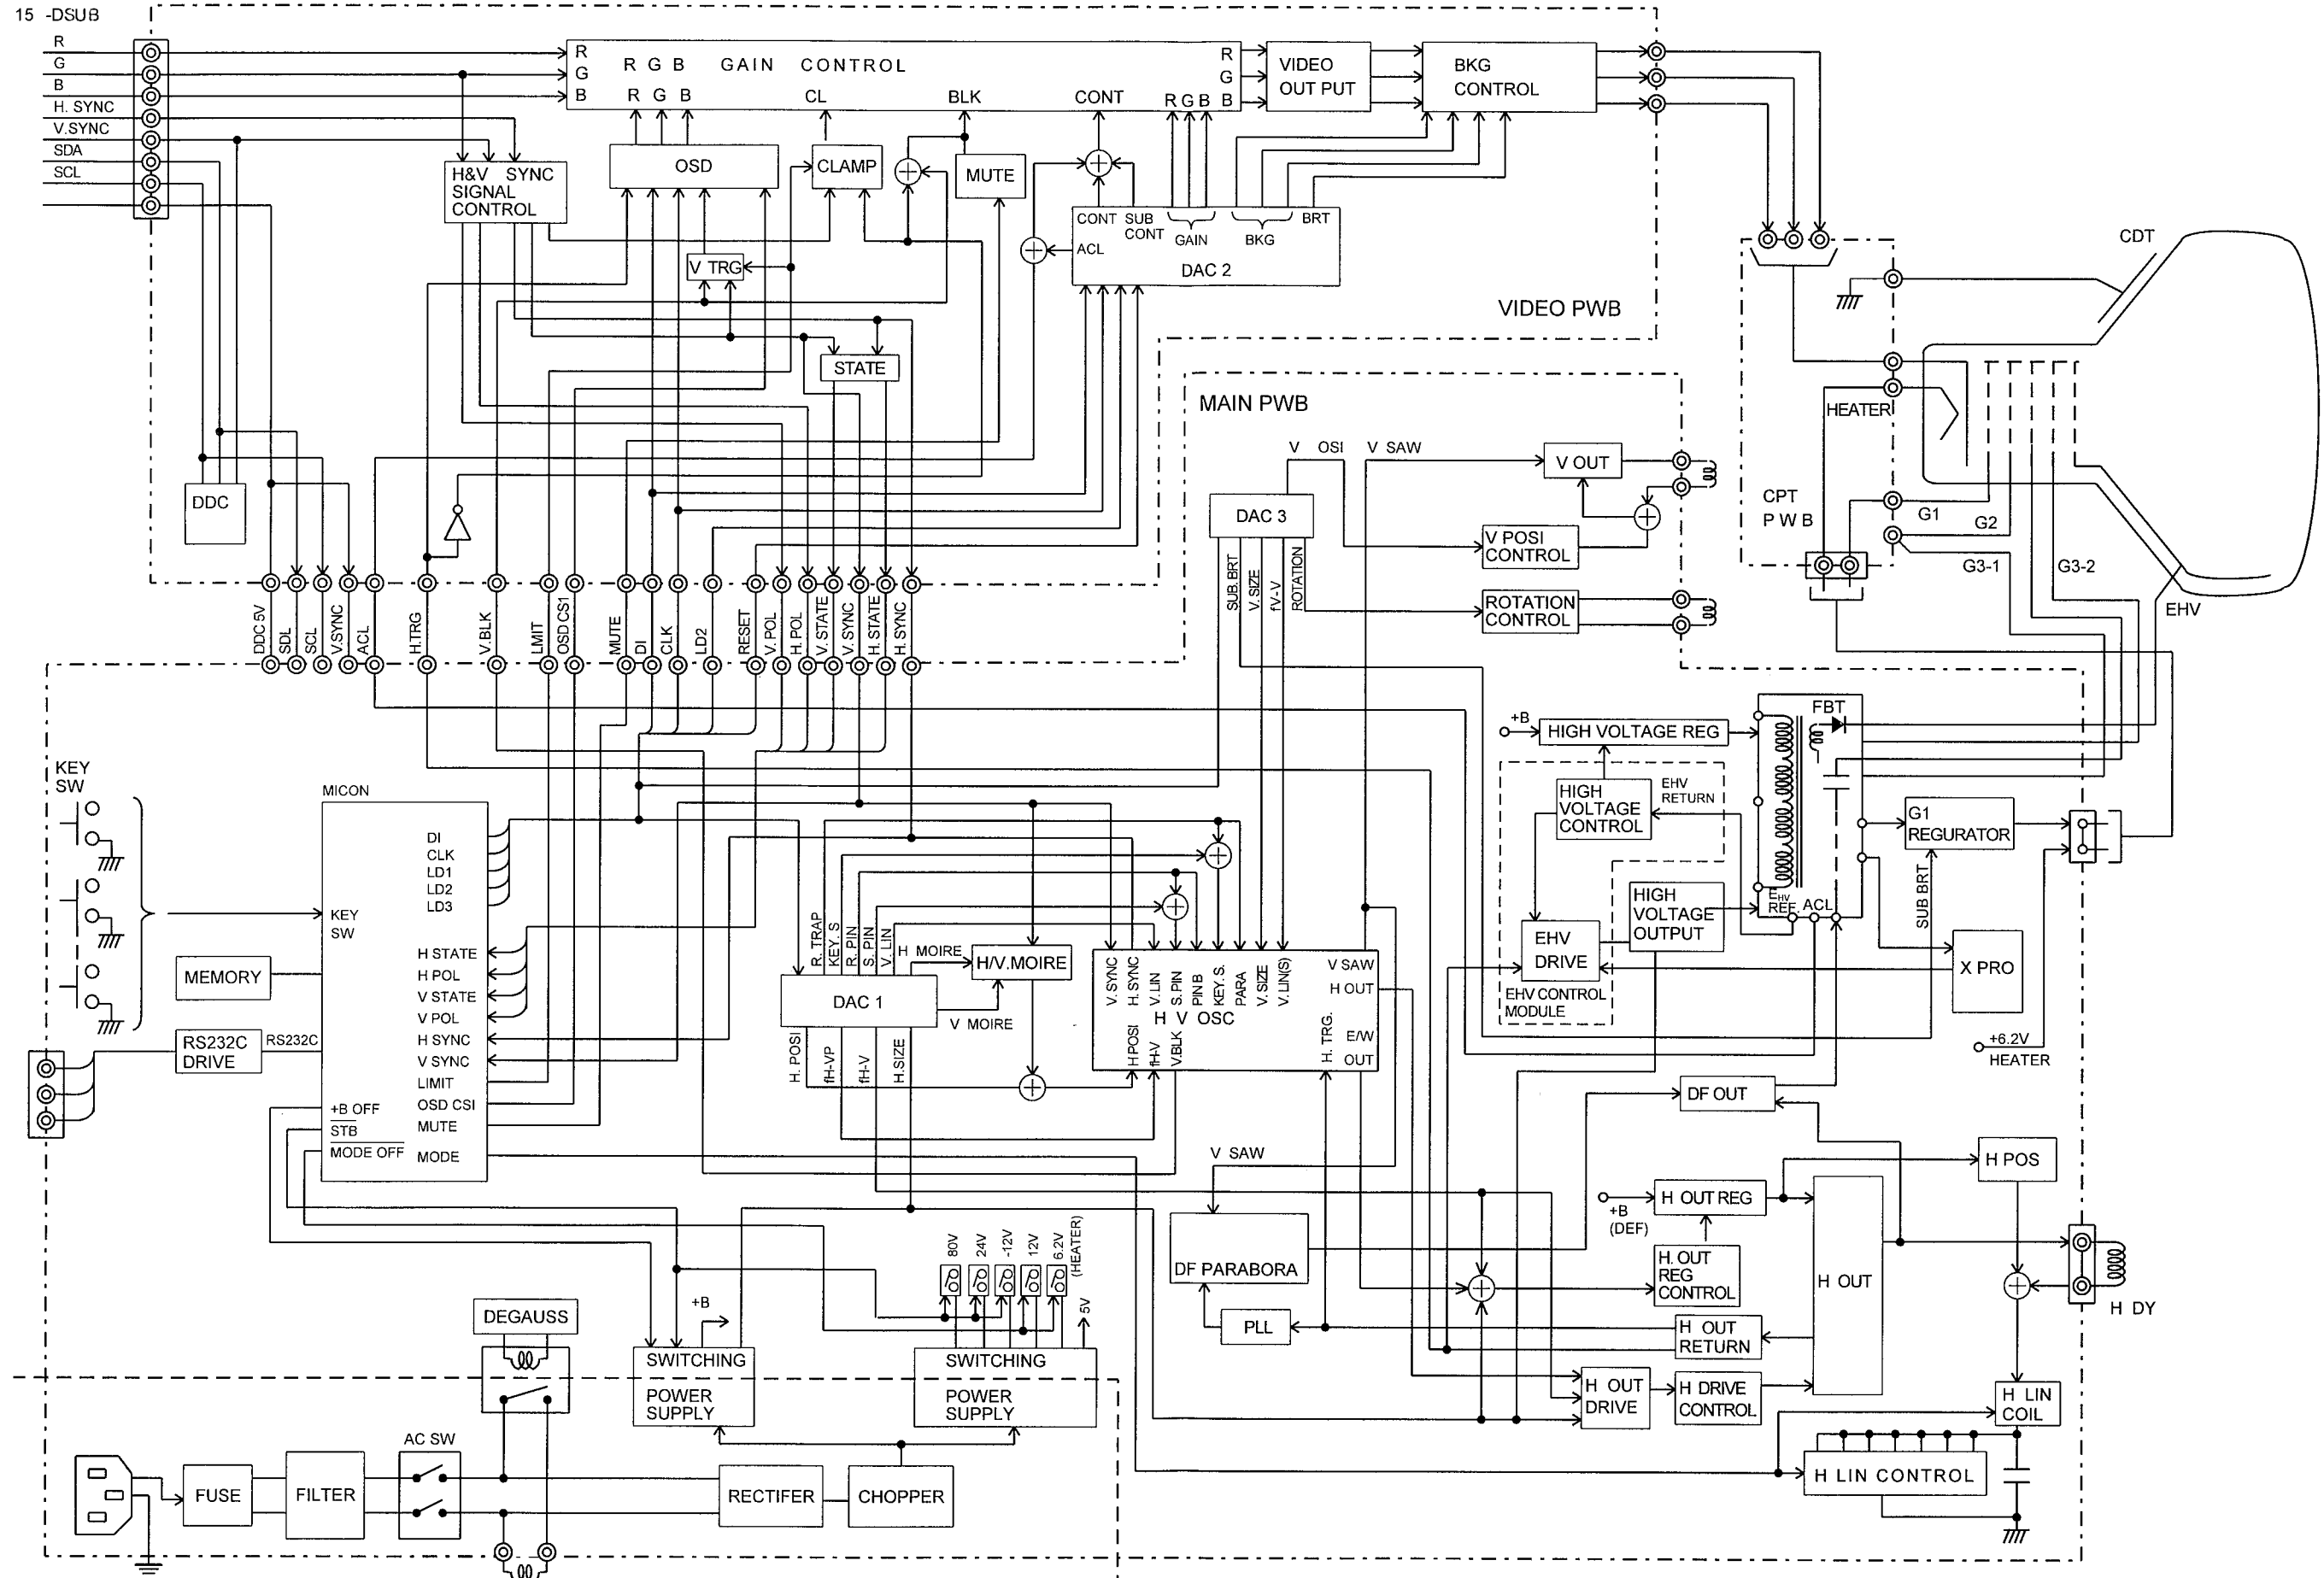 15 -DSUB
R
G
B
H. SYNC
V.SYNC
SDA
SCL
R
G
B
R G B GAIN CONTROL
R G B
CL
BLK
CONT
R G B
R
G
B
VIDEO
OUT PUT
BKG
CONTROL
H&V SYNC
SIGNAL
CONTROL
OSD
CLAMP
MUTE
CONT
SUB
CONT
GAIN
BKG
BRT
ACL
DAC 2
V TRG
STATE
VIDEO PWB
MAIN PWB
DDC
CDT
HEATER
CPT
P W B
G1
G2
G3-1
G3-2
EHV
V OSI
V SAW
V OUT
DAC 3
V POSI
CONTROL
ROTATION
CONTROL
SUB. BRT
V. SIZE
fV-V
ROTATION
DDC 5V
SDL
SCL
V.SYNC
ACL
H.TRG
V.BLK
LMIT
OSD CS1
MUTE
DI
CLK
LD2
RESET
V. POL
H. POL
V. STATE
V. SYNC
H. STATE
H. SYNC
+B
HIGH VOLTAGE REG
FBT
HIGH
VOLTAGE
CONTROL
EHV
RETURN
HIGH
VOLTAGE
OUTPUT
EHV
REF
ACL
EHV
DRIVE
EHV CONTROL
MODULE
G1
REGURATOR
SUB BRT
X PRO
+6.2V
HEATER
KEY
SW
MICON
DI
CLK
LD1
LD2
LD3
KEY
SW
H STATE
H POL
V STATE
V POL
H SYNC
V SYNC
LIMIT
OSD CSI
MUTE
MODE
+B OFF
STB
MODE OFF
MEMORY
RS232C
DRIVE
RS232C
R. TRAP
KEY. S
R. PIN
S. PIN
V. LIN
H MOIRE
H/V.MOIRE
DAC 1
V MOIRE
H. POSI
fH-VP
fH-V
H.SIZE
V. SYNC
H. SYNC
V. LIN
S. PIN
PIN B
KEY. S.
PARA
V. SIZE
V. LIN(S)
V SAW
H OUT
H V OSC
H POSI
fH-V
V.BLK
H. TRG.
E/W
OUT
DF OUT
V SAW
DF PARABORA
PLL
+B
(DEF)
H OUT REG
H. OUT
REG
CONTROL
H OUT
RETURN
H OUT
DRIVE
H DRIVE
CONTROL
H OUT
H POS
H DY
H LIN
COIL
H LIN CONTROL
80V
24V
-12V
12V
6.2V
(HEATER)
5V
+B
DEGAUSS
SWITCHING
POWER
SUPPLY
SWITCHING
POWER
SUPPLY
AC SW
FUSE
FILTER
RECTIFER
CHOPPER